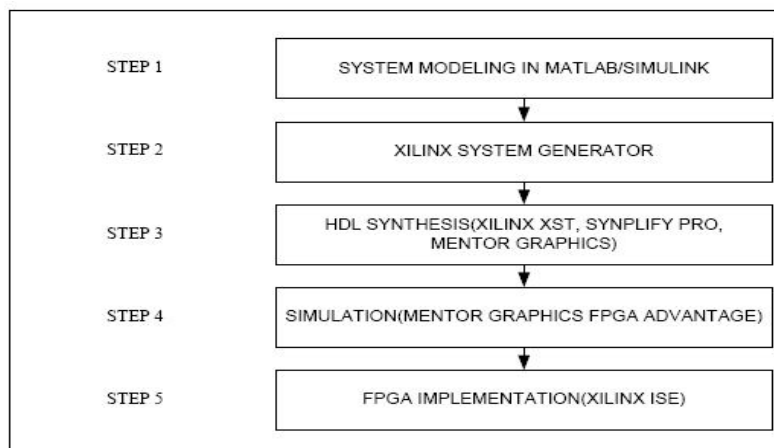 STEP 1
SYSTEM MODELING IN MATLAB/SIMULINK
STEP 2
XILINX SYSTEM GENERATOR
STEP 3
HDL SYNTHESIS(XILINX XST, SYNPLIFY PRO,
MENTOR GRAPHICS)
STEP 4
SIMULATION(MENTOR GRAPHICS FPGA ADVANTAGE)
STEP 5
FPGA IMPLEMENTATION(XILINX ISE)